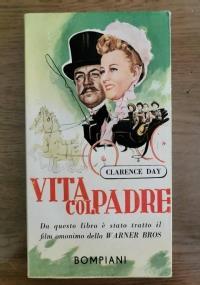 CLARENCE DAY
VITA
COL PADRE
Da questo libro è stato tratto il
film omonimo della WARNER BROS
BOMPIANI